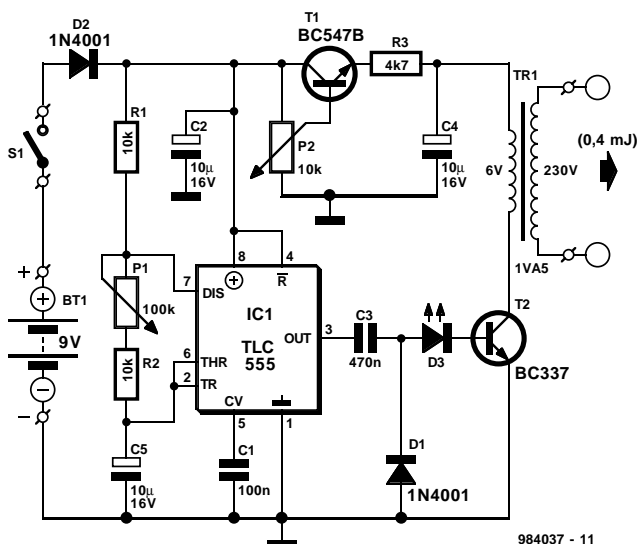 T1
BC547B
D2
1N4001
R3
4k7
TR1
R1
10k
C2
10µ
16V
P2
10k
C4
10µ
16V
6V
230V
(0,4 mJ)
1VA5
S1
+
BT1
9V
−
P1
100k
R2
10k
C5
10µ
16V
8
4
R
7
DIS
IC1
TLC
555
OUT
3
6
THR
2
TR
CV
5
1
C1
100n
C3
470n
D3
T2
BC337
D1
1N4001
984037 - 11